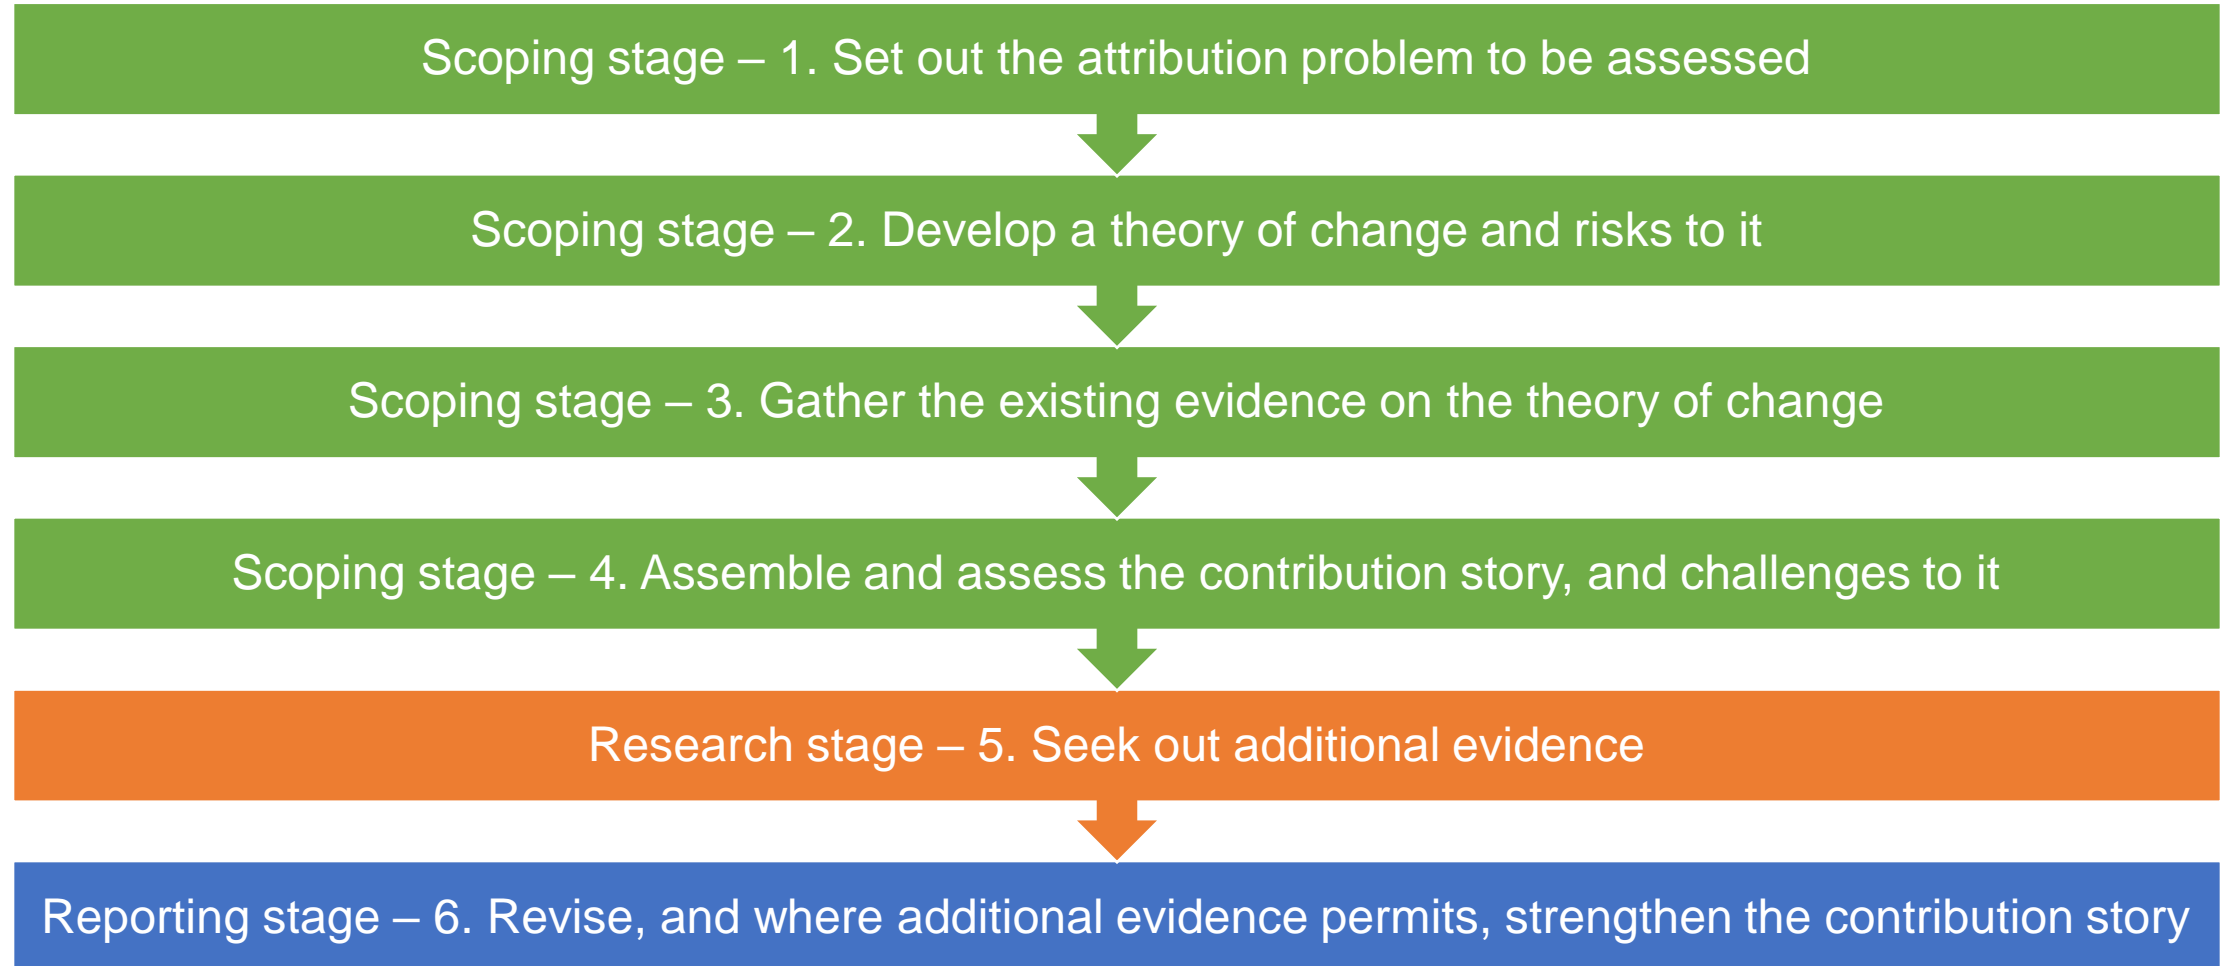 Scoping stage – 1. Set out the attribution problem to be assessed
Scoping stage – 2. Develop a theory of change and risks to it
Scoping stage – 3. Gather the existing evidence on the theory of change
Scoping stage – 4. Assemble and assess the contribution story, and challenges to it
Research stage – 5. Seek out additional evidence
Reporting stage – 6. Revise, and where additional evidence permits, strengthen the contribution story